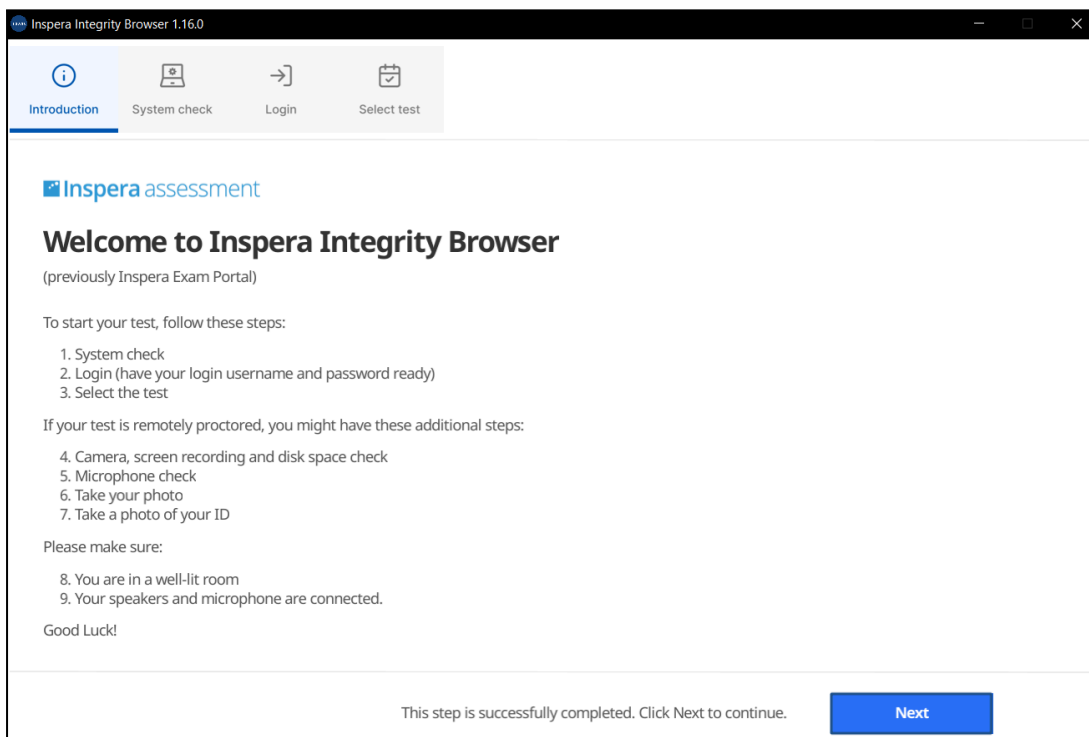 Inspera Integrity Browser 1.16.0
Introduction
System check
Login
Select test
Inspera assessment
Welcome to Inspera Integrity Browser
(previously Inspera Exam Portal)
To start your test, follow these steps:
1. System check
2. Login (have your login username and password ready)
3. Select the test
If your test is remotely proctored, you might have these additional steps:
4. Camera, screen recording and disk space check
5. Microphone check
6. Take your photo
7. Take a photo of your ID
Please make sure:
8. You are in a well-lit room
9. Your speakers and microphone are connected.
Good Luck!
This step is successfully completed. Click Next to continue.
Next